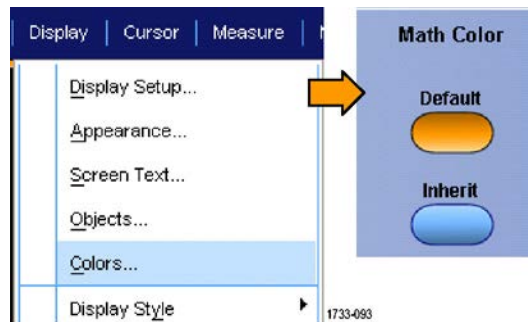 Display | Cursor | Measure |
Display Setup...
Appearance...
Screen Text...
Objects...
Colors...
Display Style
Math Color
Default
Inherit
1733-093